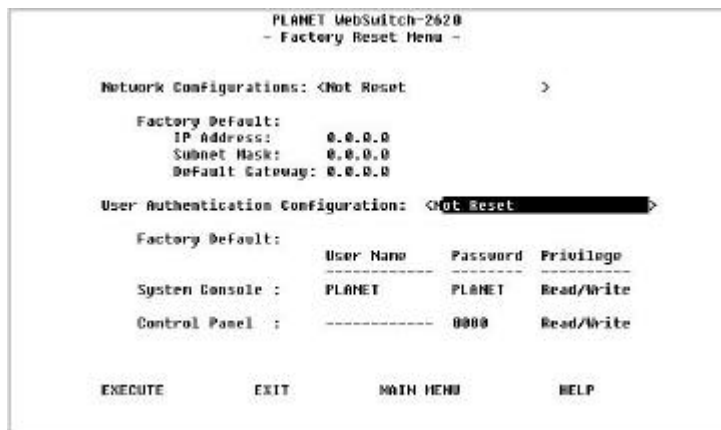 PLANET WebSwitch-2620
- Factory Reset Menu -
Network Configurations: <Not Reset >
Factory Default:
IP Address: 0.0.0.0
Subnet Mask: 0.0.0.0
Default Gateway: 0.0.0.0
User Authentication Configuration: <Not Reset >
Factory Default:
User Name Password Privilege
------------ -------- ----------
System Console : PLANET PLANET Read/Write
Control Panel : ------------ 0000 Read/Write
EXECUTE EXIT MAIN MENU HELP